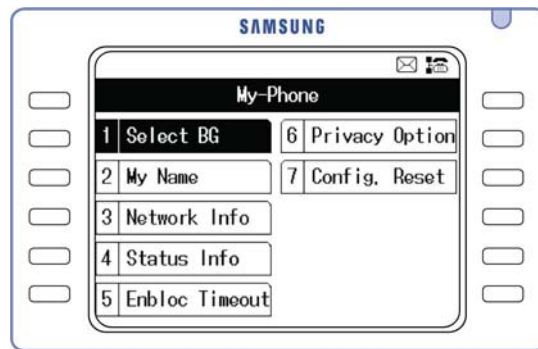 SAMSUNG
My-Phone
1 Select BG
2 My Name
3 Network Info
4 Status Info
5 Enbloc Timeout
6 Privacy Option
7 Config. Reset